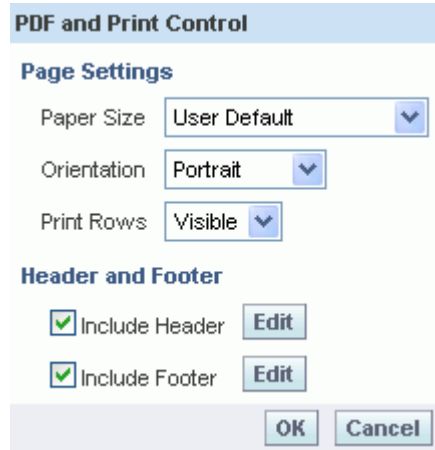 PDF and Print Control
Page Settings
Paper Size User Default
Orientation Portrait
Print Rows Visible
Header and Footer
Include Header Edit
Include Footer Edit
OK Cancel